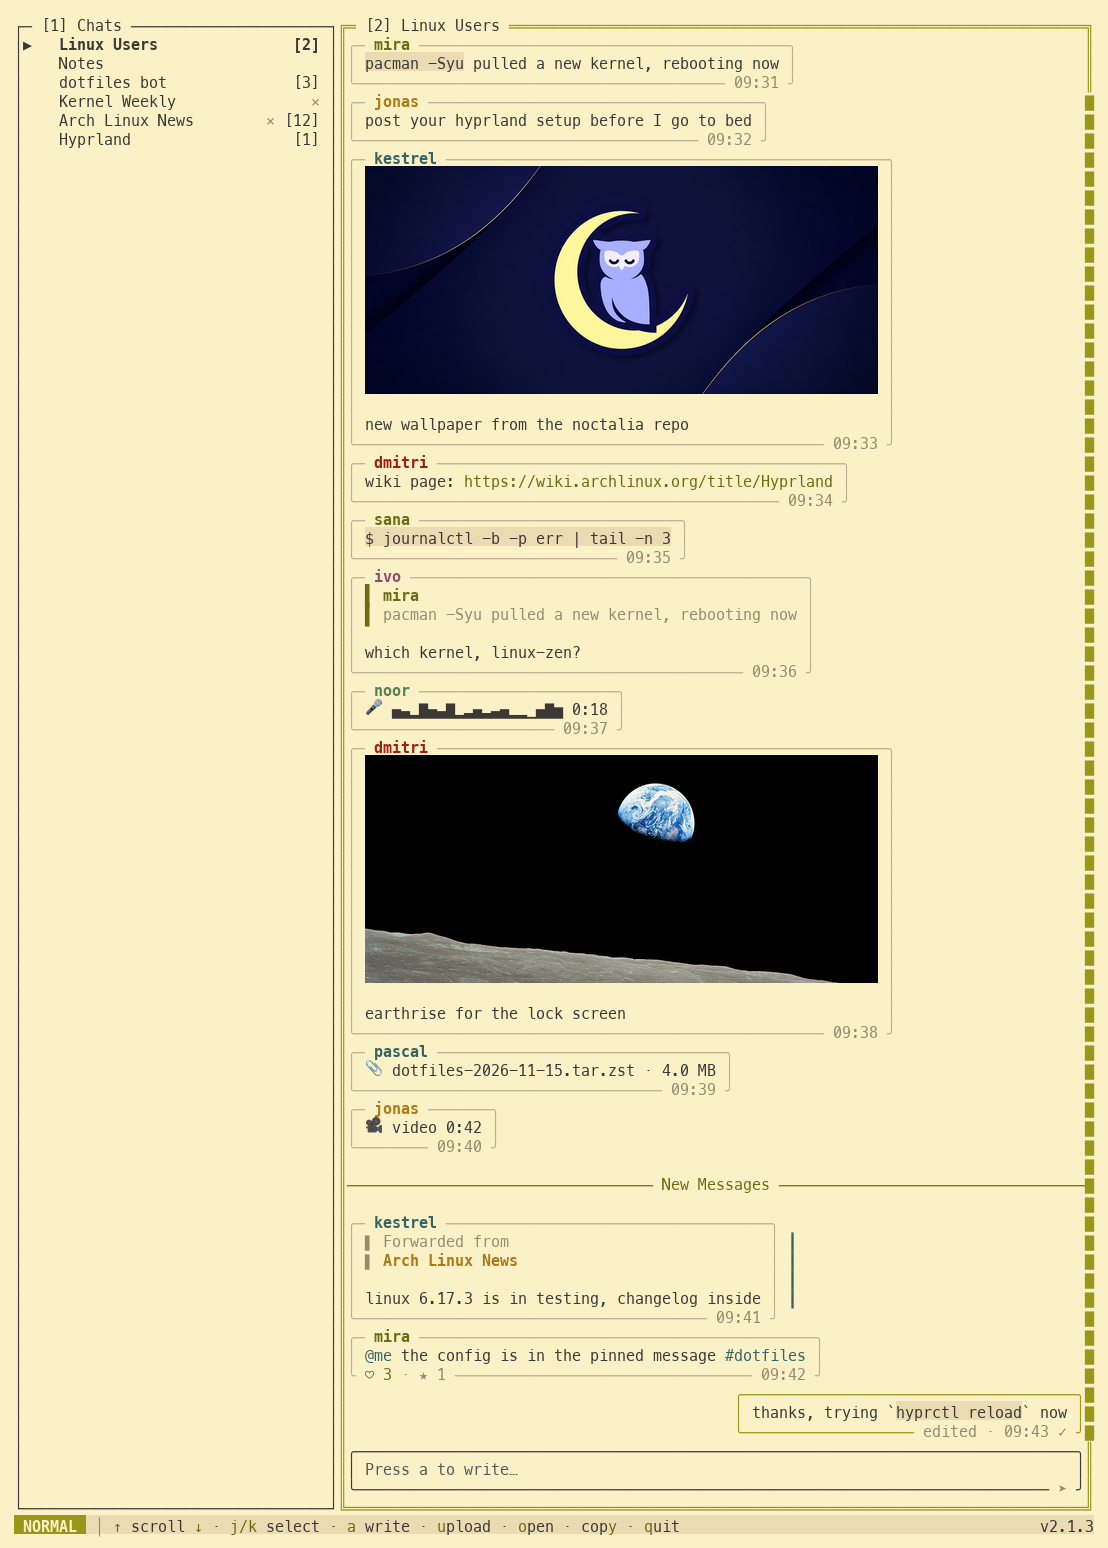 [1] Chats
▶ Linux Users [2]
Notes
dotfiles bot [3]
Kernel Weekly ×
Arch Linux News × [12]
Hyprland [1]
[2] Linux Users
mira
pacman -Syu pulled a new kernel, rebooting now
09:31
jonas
post your hyprland setup before I go to bed
09:32
kestrel
new wallpaper from the noctalia repo
09:33
dmitri
wiki page: https://wiki.archlinux.org/title/Hyprland
09:34
sana
$ journalctl -b -p err | tail -n 3
09:35
ivo
mira
pacman -Syu pulled a new kernel, rebooting now
which kernel, linux-zen?
09:36
noor
0:18
09:37
dmitri
earthrise for the lock screen
09:38
pascal
dotfiles-2026-11-15.tar.zst · 4.0 MB
09:39
jonas
video 0:42
09:40
New Messages
kestrel
Forwarded from
Arch Linux News
linux 6.17.3 is in testing, changelog inside
09:41
mira
@me the config is in the pinned message #dotfiles
♡ 3 · ★ 1 09:42
thanks, trying `hyprctl reload` now
edited · 09:43 ✓
Press a to write…
➤
NORMAL │ ↑ scroll ↓ · j/k select · a write · upload · open · copy · quit v2.1.3